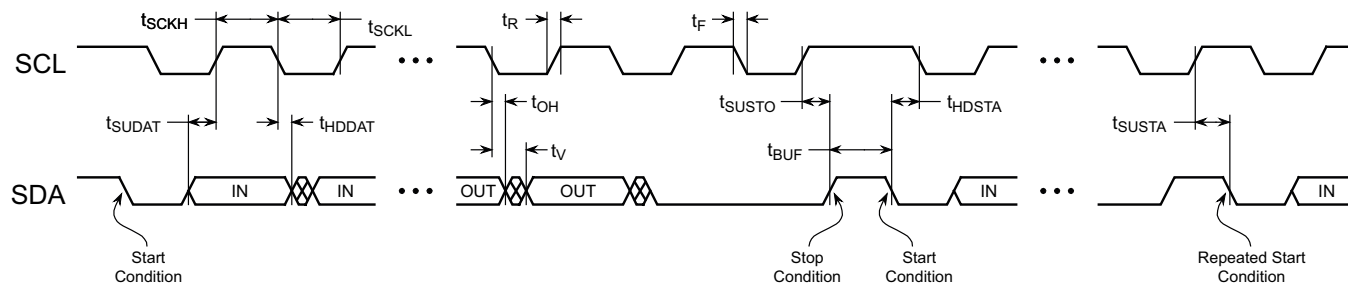 tSCKH
tSCKL
tR
tF
SCL
•••
•••
•••
tOH
tSUSTO
tHDSTA
tSUDAT
tHDDAT
tSUSTA
tV
tBUF
SDA
IN
IN
•••
OUT
OUT
IN
•••
IN
Start
Condition
Stop
Condition
Start
Condition
Repeated Start
Condition